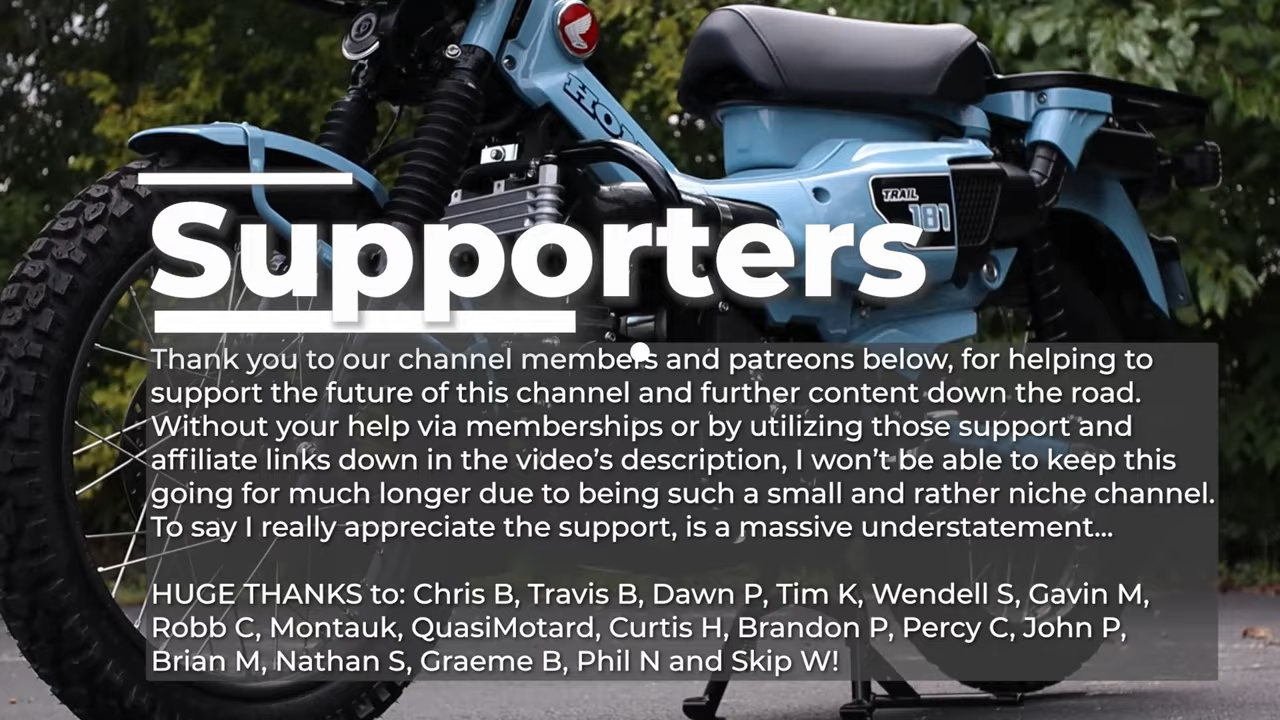 HO
TRAIL
181
Supporters
Thank you to our channel members and patreons below, for helping to
support the future of this channel and further content down the road.
Without your help via memberships or by utilizing those support and
affiliate links down in the video’s description, I won’t be able to keep this
going for much longer due to being such a small and rather niche channel.
To say I really appreciate the support, is a massive understatement...
HUGE THANKS to: Chris B, Travis B, Dawn P, Tim K, Wendell S, Gavin M,
Robb C, Montauk, QuasiMotard, Curtis H, Brandon P, Percy C, John P,
Brian M, Nathan S, Graeme B, Phil N and Skip W!